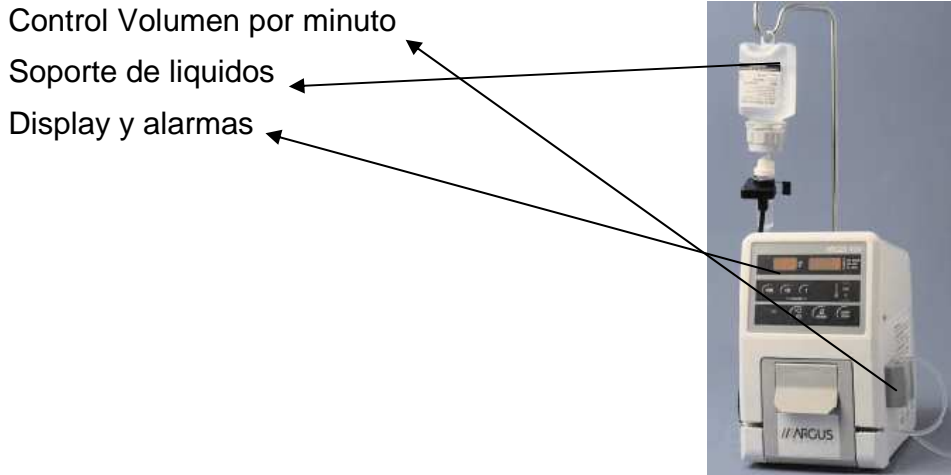 Control Volumen por minuto
Soporte de liquidos
Display y alarmas
ARGUS